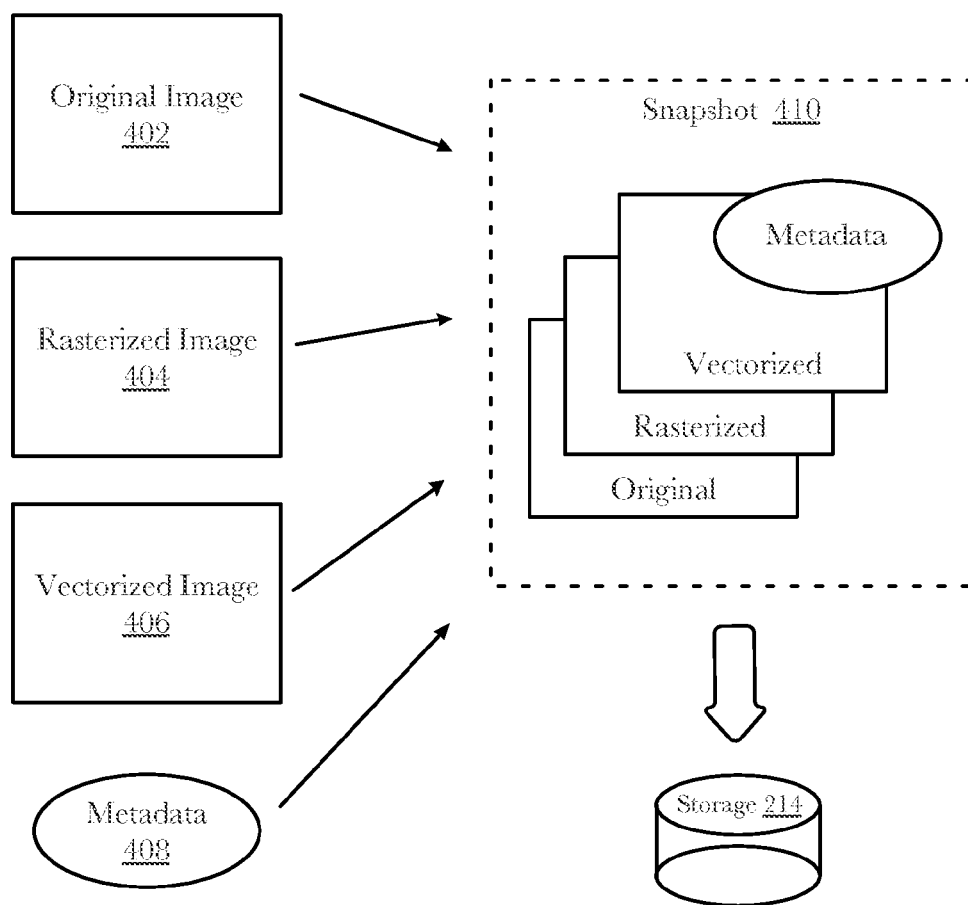 Original Image
402
Rasterized Image
404
Vectorized Image
406
Metadata
408
Snapshot 410
Metadata
Vectorized
Rasterized
Original
Storage 214